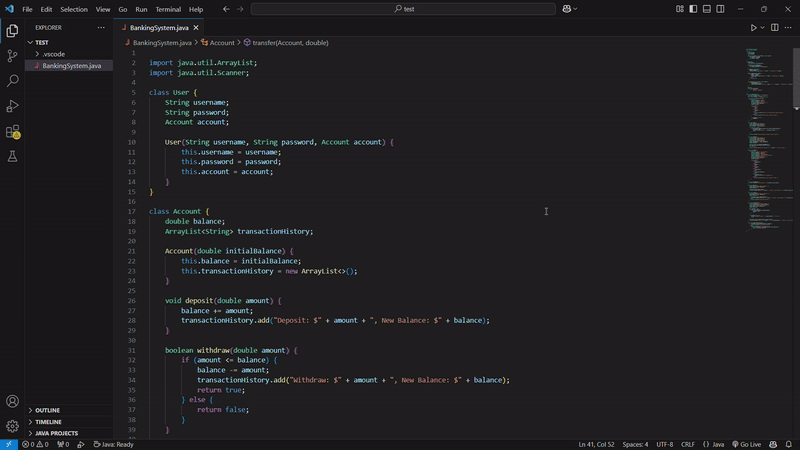 File Edit Selection View Go Run Terminal Help
test
EXPLORER
TEST
.vscode
BankingSystem.java
OUTLINE
TIMELINE
JAVA PROJECTS
BankingSystem.java
BankingSystem.java > Account > transfer(Account, double)
1
2 import java.util.ArrayList;
3 import java.util.Scanner;
4
5 class User {
6 String username;
7 String password;
8 Account account;
9
10 User(String username, String password, Account account) {
11 this.username = username;
12 this.password = password;
13 this.account = account;
14 }
15 }
16
17 class Account {
18 double balance;
19 ArrayList<String> transactionHistory;
20
21 Account(double initialBalance) {
22 this.balance = initialBalance;
23 this.transactionHistory = new ArrayList<>();
24 }
25
26 void deposit(double amount) {
27 balance += amount;
28 transactionHistory.add("Deposit: $" + amount + ", New Balance: $" + balance);
29 }
30
31 boolean withdraw(double amount) {
32 if (amount <= balance) {
33 balance -= amount;
34 transactionHistory.add("Withdraw: $" + amount + ", New Balance: $" + balance);
35 return true;
36 } else {
37 return false;
38 }
39 }
0 0 0 Java: Ready
Ln 41, Col 52 Spaces: 4 UTF-8 CRLF {} Java Go Live